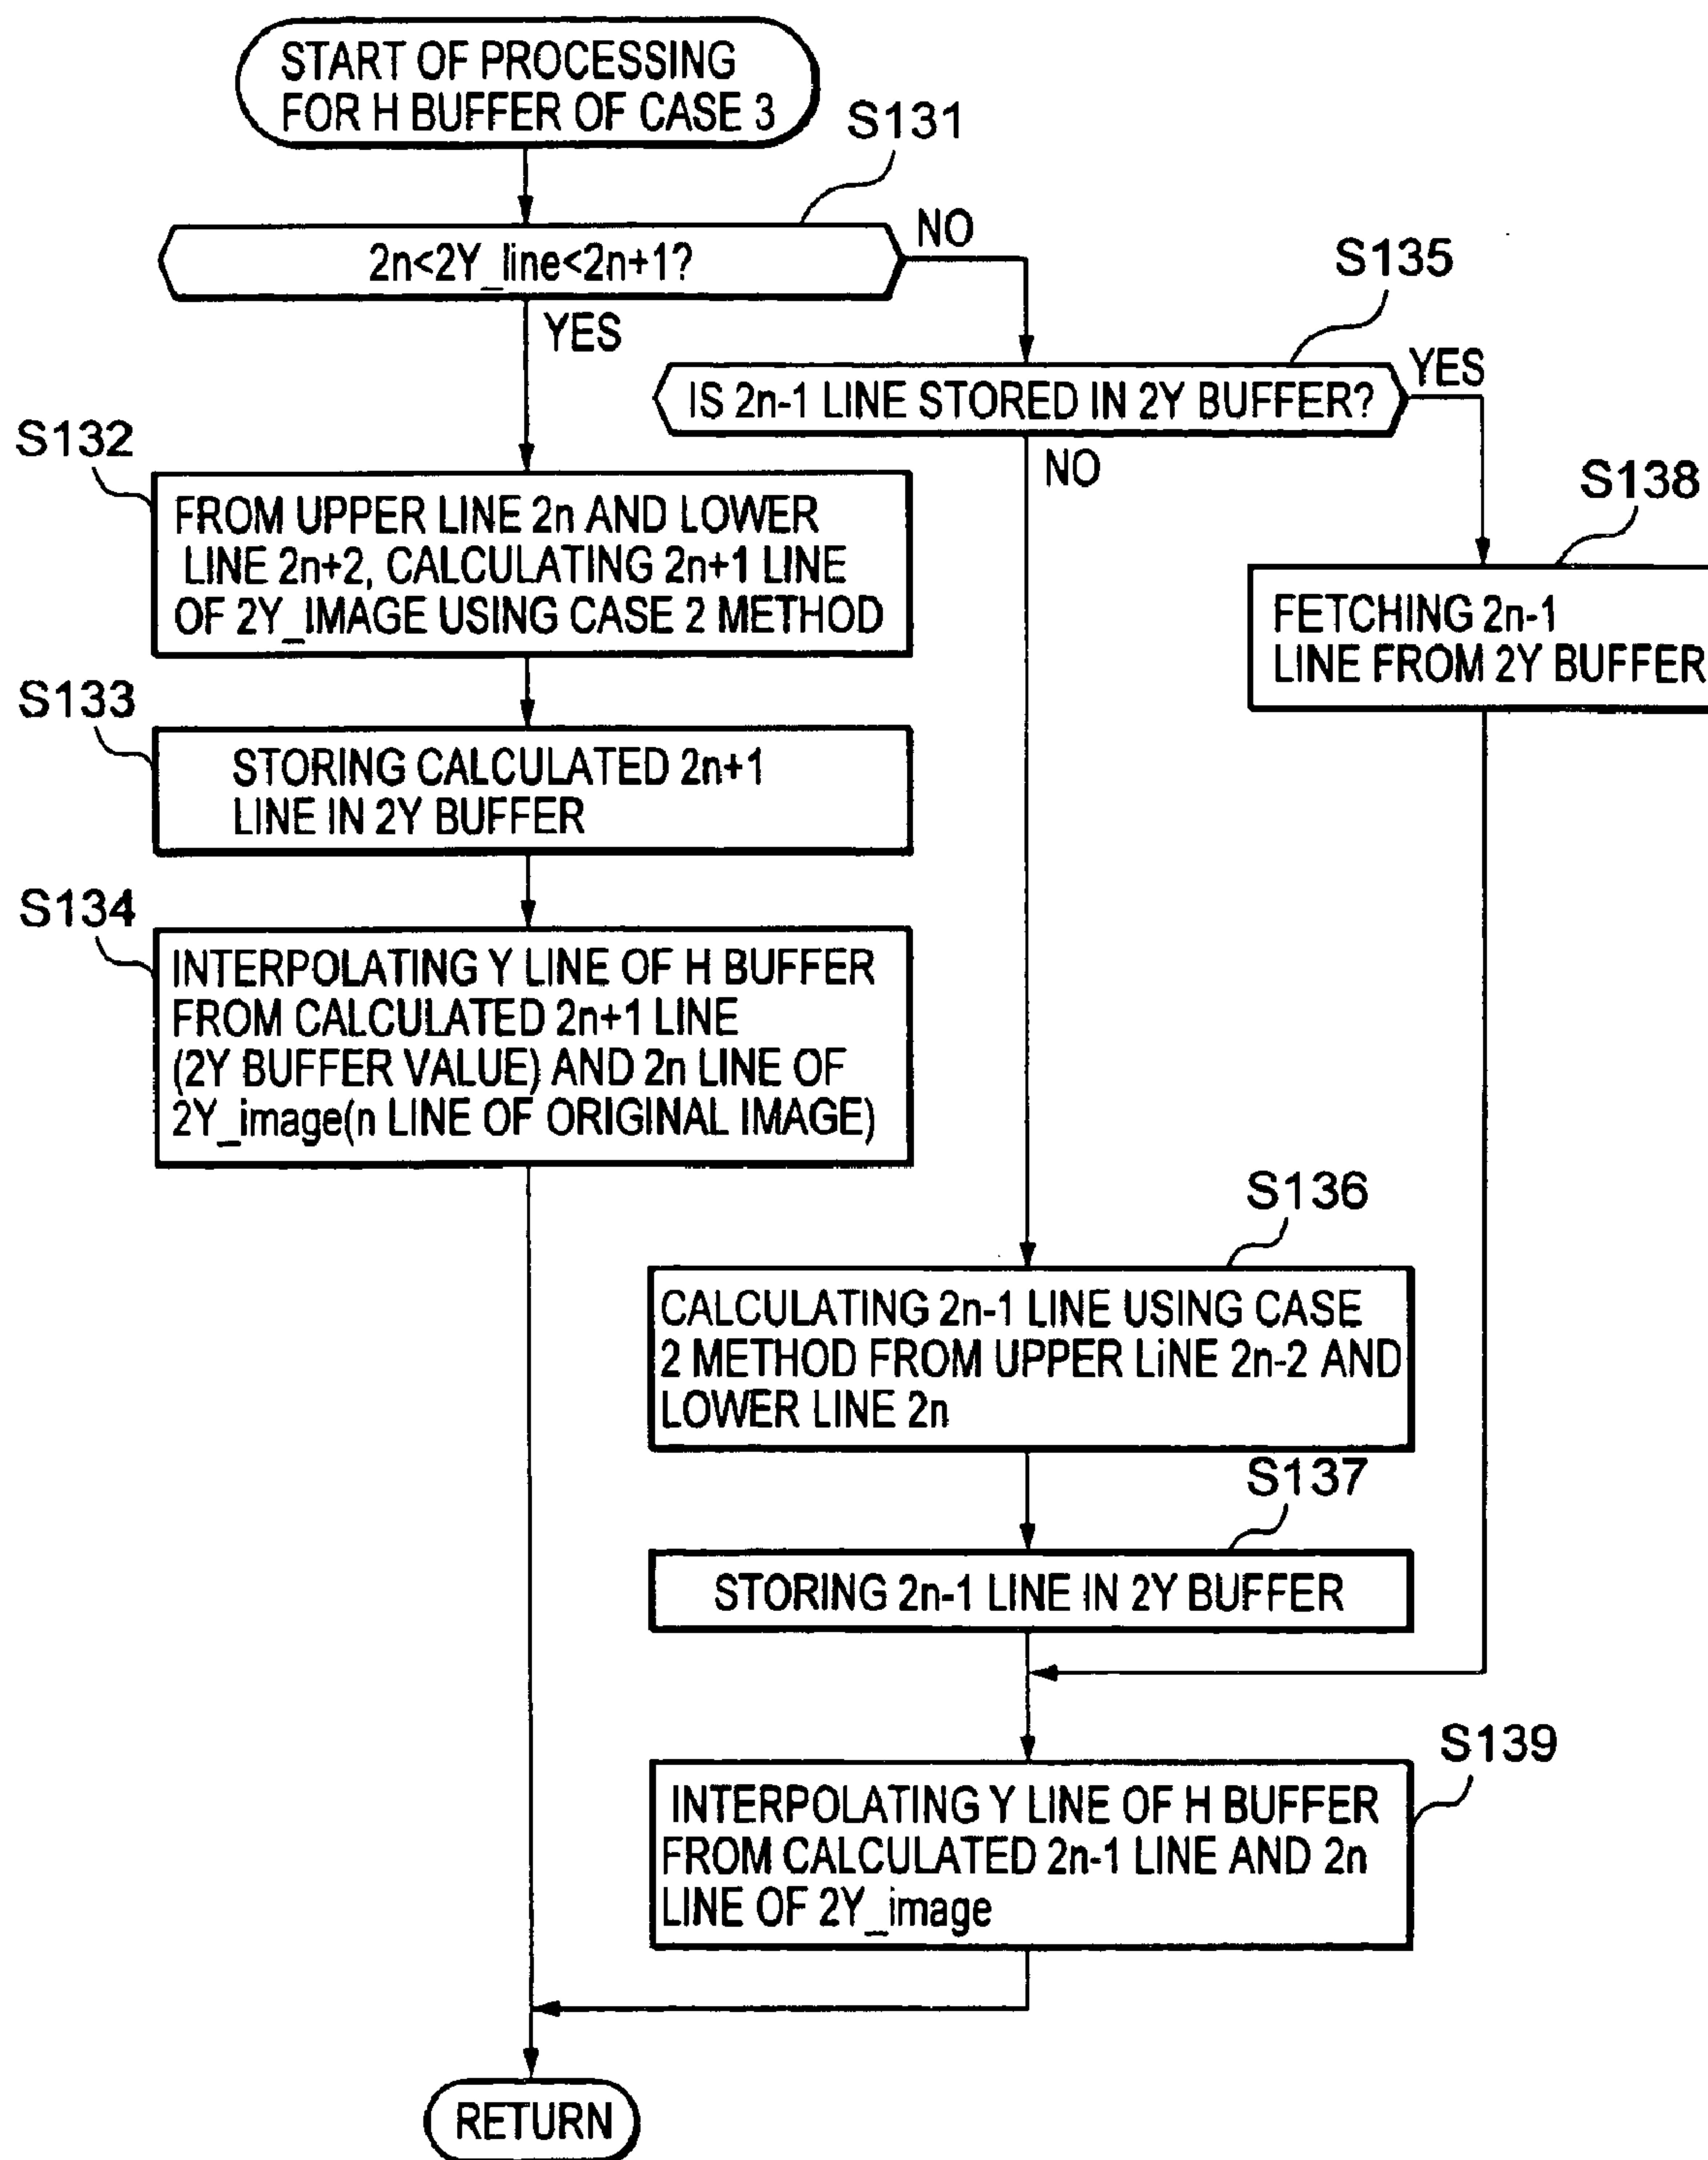 START OF PROCESSING
FOR H BUFFER OF CASE 3
S131
2n<2Y_line<2n+1?
NO
YES
S135
IS 2n-1 LINE STORED IN 2Y BUFFER?
YES
NO
S132
FROM UPPER LINE 2n AND LOWER
LINE 2n+2, CALCULATING 2n+1 LINE
OF 2Y_IMAGE USING CASE 2 METHOD
S138
FETCHING 2n-1
LINE FROM 2Y BUFFER
S133
STORING CALCULATED 2n+1
LINE IN 2Y BUFFER
S134
INTERPOLATING Y LINE OF H BUFFER
FROM CALCULATED 2n+1 LINE
(2Y BUFFER VALUE) AND 2n LINE OF
2Y_image(n LINE OF ORIGINAL IMAGE)
S136
CALCULATING 2n-1 LINE USING CASE
2 METHOD FROM UPPER LiNE 2n-2 AND
LOWER LINE 2n
S137
STORING 2n-1 LINE IN 2Y BUFFER
S139
INTERPOLATING Y LINE OF H BUFFER
FROM CALCULATED 2n-1 LINE AND 2n
LINE OF 2Y_image
RETURN